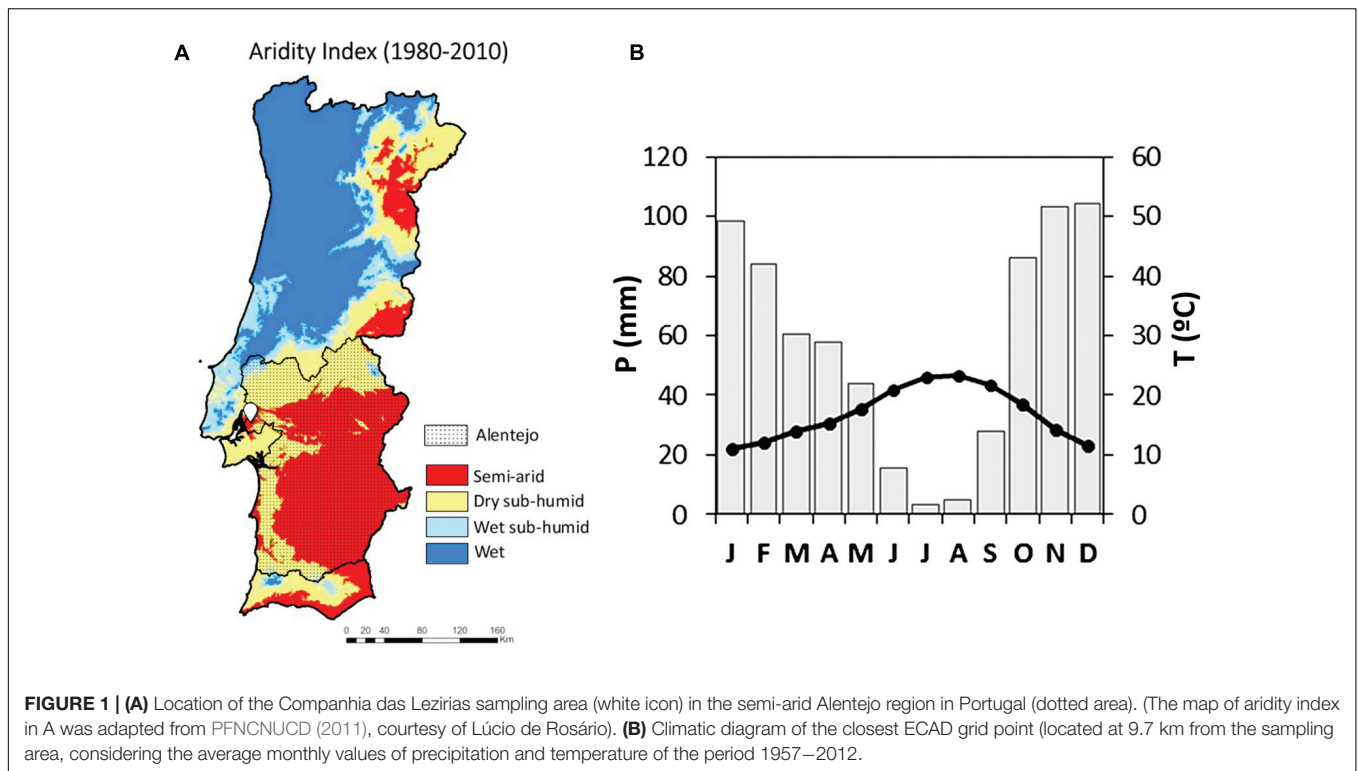 A Aridity Index (1980-2010)
Alentejo
Semi-arid
Dry sub-humid
Wet sub-humid
Wet
0 20 40 80 120 160
Km
B
120
100
80
60
40
20
0
P (mm)
60
50
40
30
20
10
0
T (ºC)
J F M A M J J A S O N D
FIGURE 1 | (A) Location of the Companhia das Lezirias sampling area (white icon) in the semi-arid Alentejo region in Portugal (dotted area). (The map of aridity index
in A was adapted from PFNCNUCD (2011), courtesy of Lúcio de Rosário). (B) Climatic diagram of the closest ECAD grid point (located at 9.7 km from the sampling
area, considering the average monthly values of precipitation and temperature of the period 1957−2012.